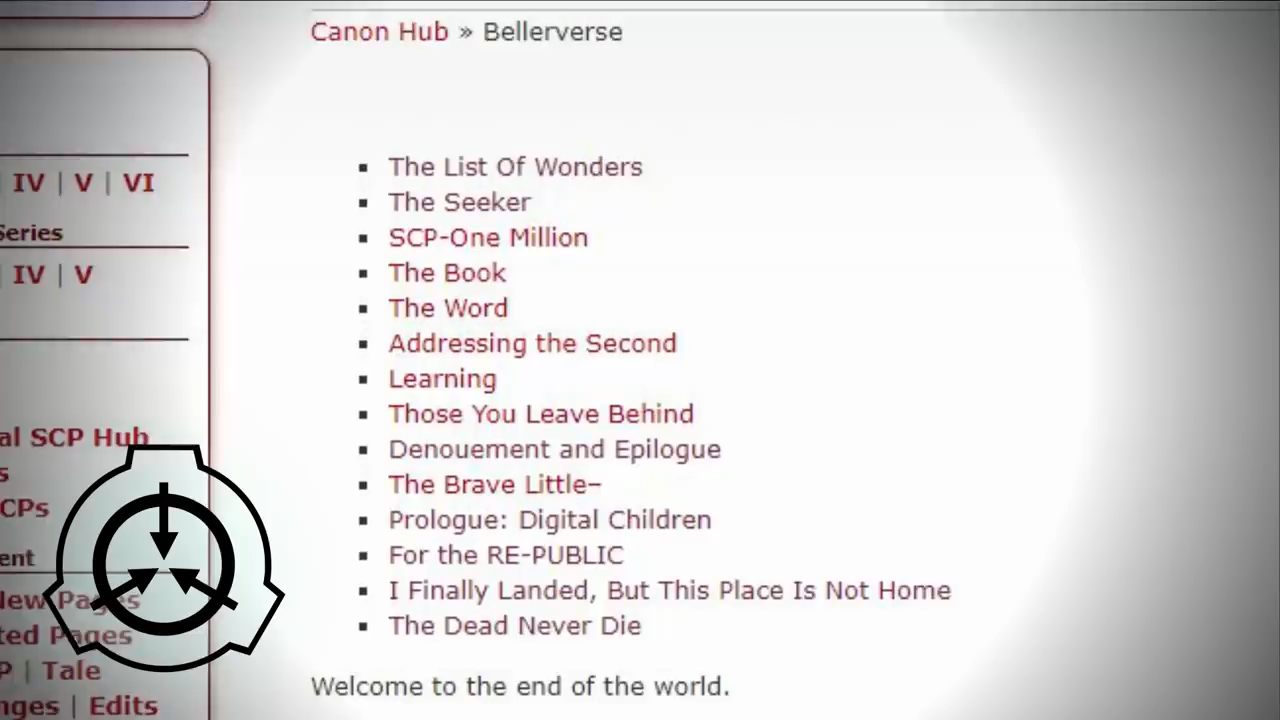 Canon Hub » Bellerverse
IV | V | VI
Series
IV | V
al SCP Hub
s
CPs
ent
New Pages
ted Pages
P | Tale
nges | Edits
The List Of Wonders
The Seeker
SCP-One Million
The Book
The Word
Addressing the Second
Learning
Those You Leave Behind
Denouement and Epilogue
The Brave Little–
Prologue: Digital Children
For the RE-PUBLIC
I Finally Landed, But This Place Is Not Home
The Dead Never Die
Welcome to the end of the world.